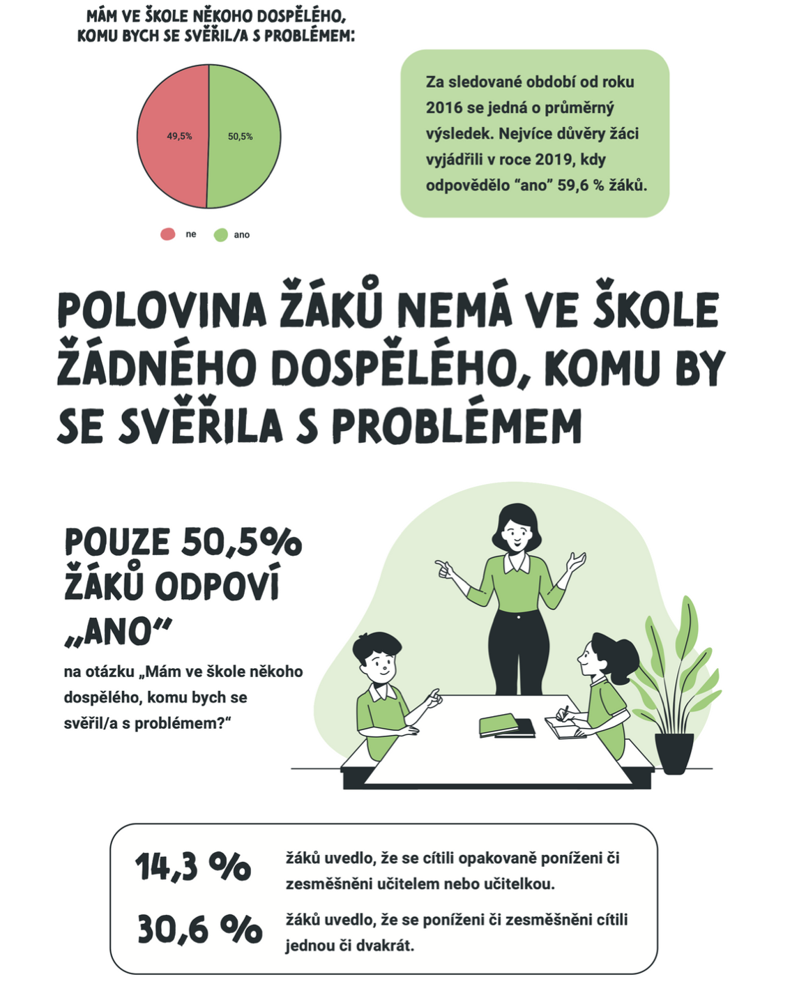 MÁM VE ŠKOLE NĚKOHO DOSPĚLÉHO,
KOMU BYCH SE SVĚŘIL/A S PROBLÉMEM:
49,5%
50,5%
ne
ano
Za sledované období od roku
2016 se jedná o průměrný
výsledek. Nejvíce důvěry žáci
vyjádřili v roce 2019, kdy
odpovědělo “ano” 59,6 % žáků.
POLOVINA ŽÁKŮ NEMÁ VE ŠKOLE
ŽÁDNÉHO DOSPĚLÉHO, KOMU BY
SE SVĚŘILA S PROBLÉMEM
POUZE 50,5%
ŽÁKŮ ODPOVÍ
„ANO“
na otázku „Mám ve škole někoho
dospělého, komu bych se
svěřil/a s problémem?“
14,3 %
žáků uvedlo, že se cítili opakovaně poníženi či
zesměšněni učitelem nebo učitelkou.
30,6 %
žáků uvedlo, že se poníženi či zesměšněni cítili
jednou či dvakrát.